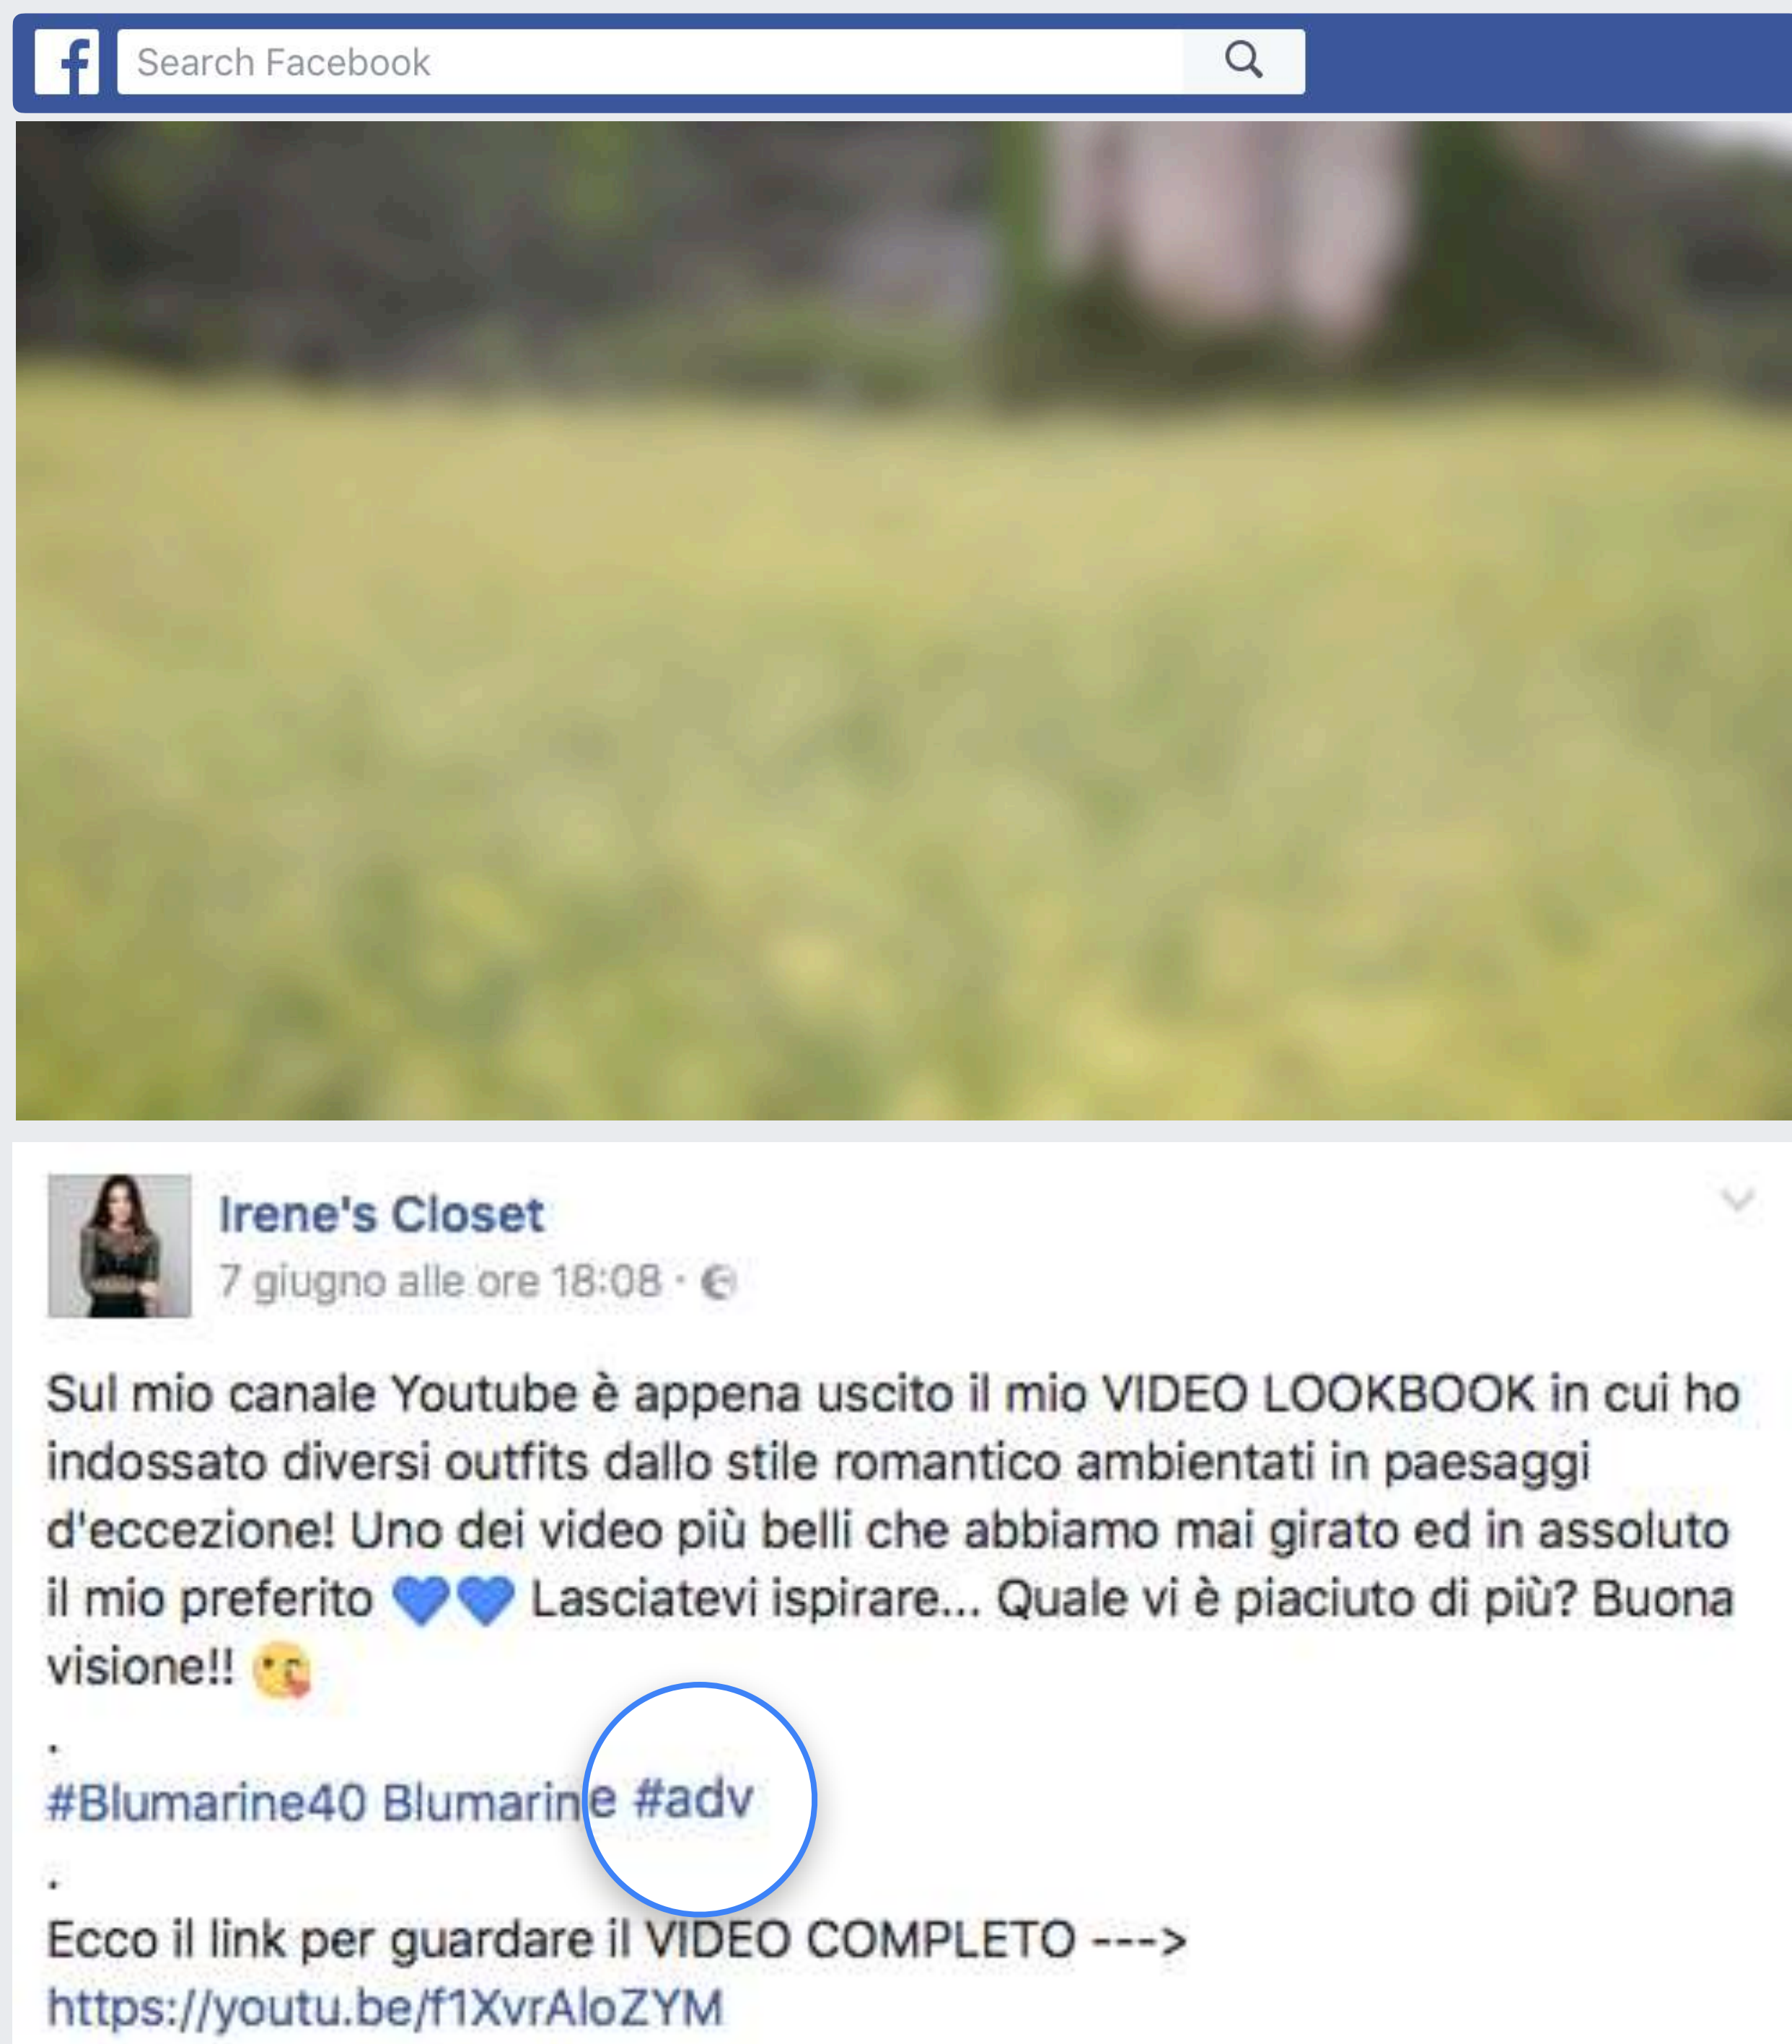 f Search Facebook
Irene's Closet
7 giugno alle ore 18:08 ·
Sul mio canale Youtube è appena uscito il mio VIDEO LOOKBOOK in cui ho
indossato diversi outfits dallo stile romantico ambientati in paesaggi
d'eccezione! Uno dei video più belli che abbiamo mai girato ed in assoluto
il mio preferito 💙💙 Lasciatevi ispirare... Quale vi è piaciuto di più? Buona
visione!! 😘
.
#Blumarine40 Blumarine #adv
.
Ecco il link per guardare il VIDEO COMPLETO --->
https://youtu.be/f1XvrAloZYM